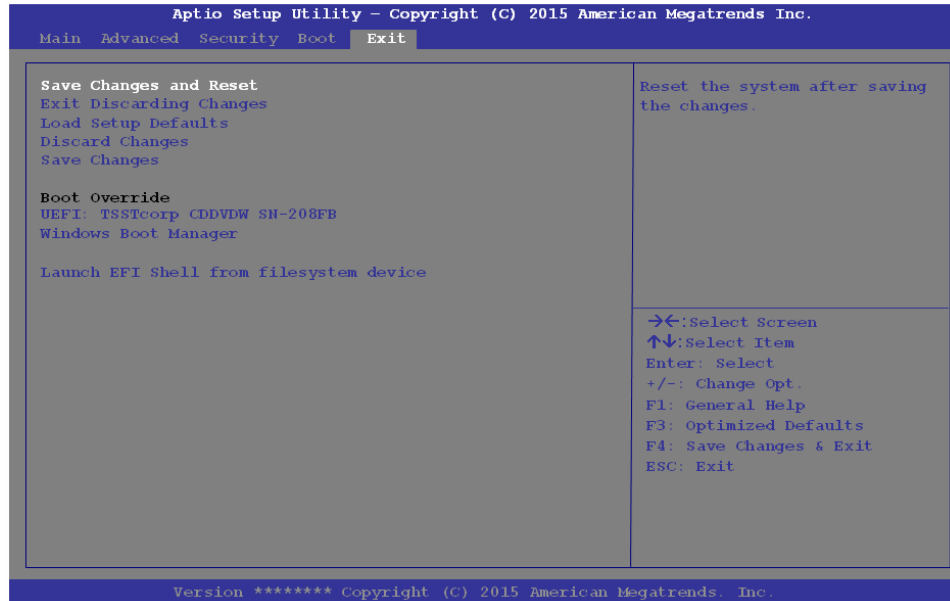 Aptio Setup Utility – Copyright (C) 2015 American Megatrends Inc.
Main Advanced Security Boot Exit
Save Changes and Reset
Exit Discarding Changes
Load Setup Defaults
Discard Changes
Save Changes
Boot Override
UEFI: TSSTcorp CDDVDW SN-208FB
Windows Boot Manager
Launch EFI Shell from filesystem device
Reset the system after saving
the changes.
→←:Select Screen
↑↓:Select Item
Enter: Select
+/-: Change Opt.
F1: General Help
F3: Optimized Defaults
F4: Save Changes & Exit
ESC: Exit
Version ******** Copyright (C) 2015 American Megatrends. Inc.